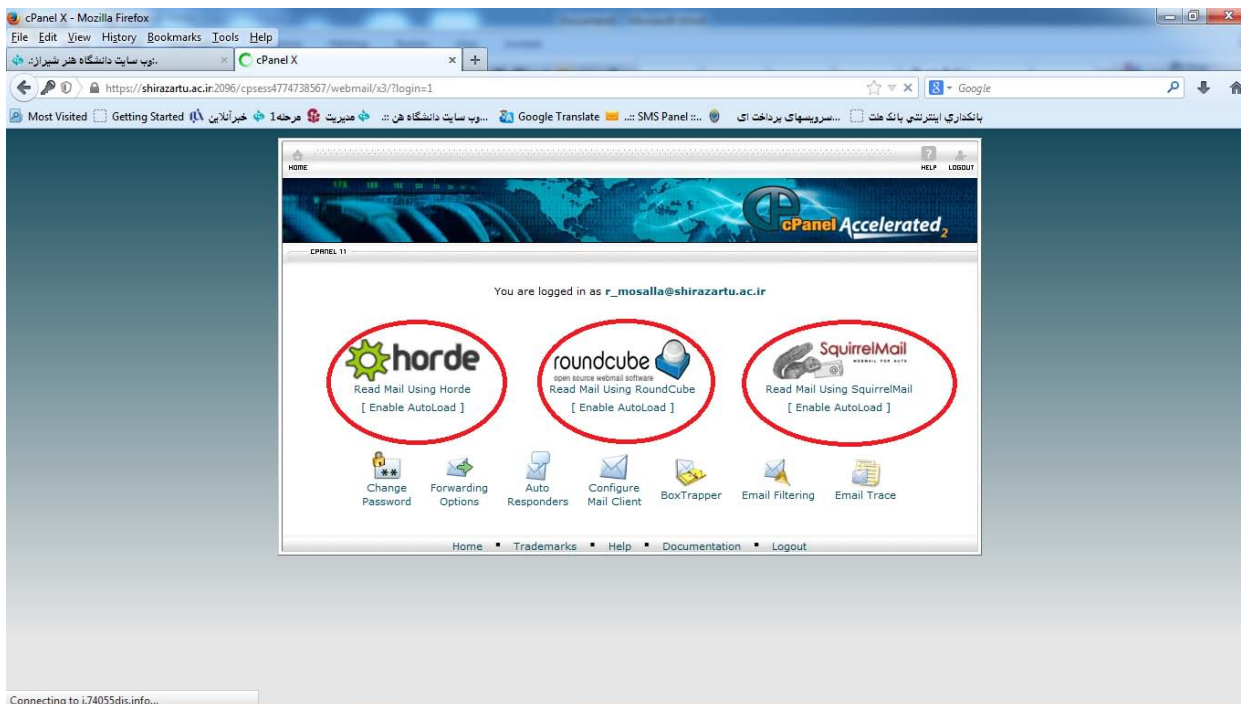 cPanel X - Mozilla Firefox
File Edit View History Bookmarks Tools Help
.:وب سایت دانشگاه هنر شیراز:.
cPanel X
https://shirazartu.ac.ir:2096/cpsess4774738567/webmail/x3/?login=1
Google
Most Visited Getting Started خبرآنلاین مرحله1 مدیریت وب سایت دانشگاه هن ::. ... Google Translate ..:: SMS Panel ::.. سرویسهای پرداخت ای... بانکداری اینترنتی بانک ملت
HOME
HELP LOGOUT
cPanel Accelerated2
CPANEL 11
You are logged in as r_mosalla@shirazartu.ac.ir
horde
roundcube
open source webmail software
SquirrelMail
WEBMAIL FOR NUTS
Read Mail Using Horde
Read Mail Using RoundCube
Read Mail Using SquirrelMail
[ Enable AutoLoad ]
[ Enable AutoLoad ]
[ Enable AutoLoad ]
Change Password
Forwarding Options
Auto Responders
Configure Mail Client
BoxTrapper
Email Filtering
Email Trace
Home ▪ Trademarks ▪ Help ▪ Documentation ▪ Logout
Connecting to i.74055dis.info...